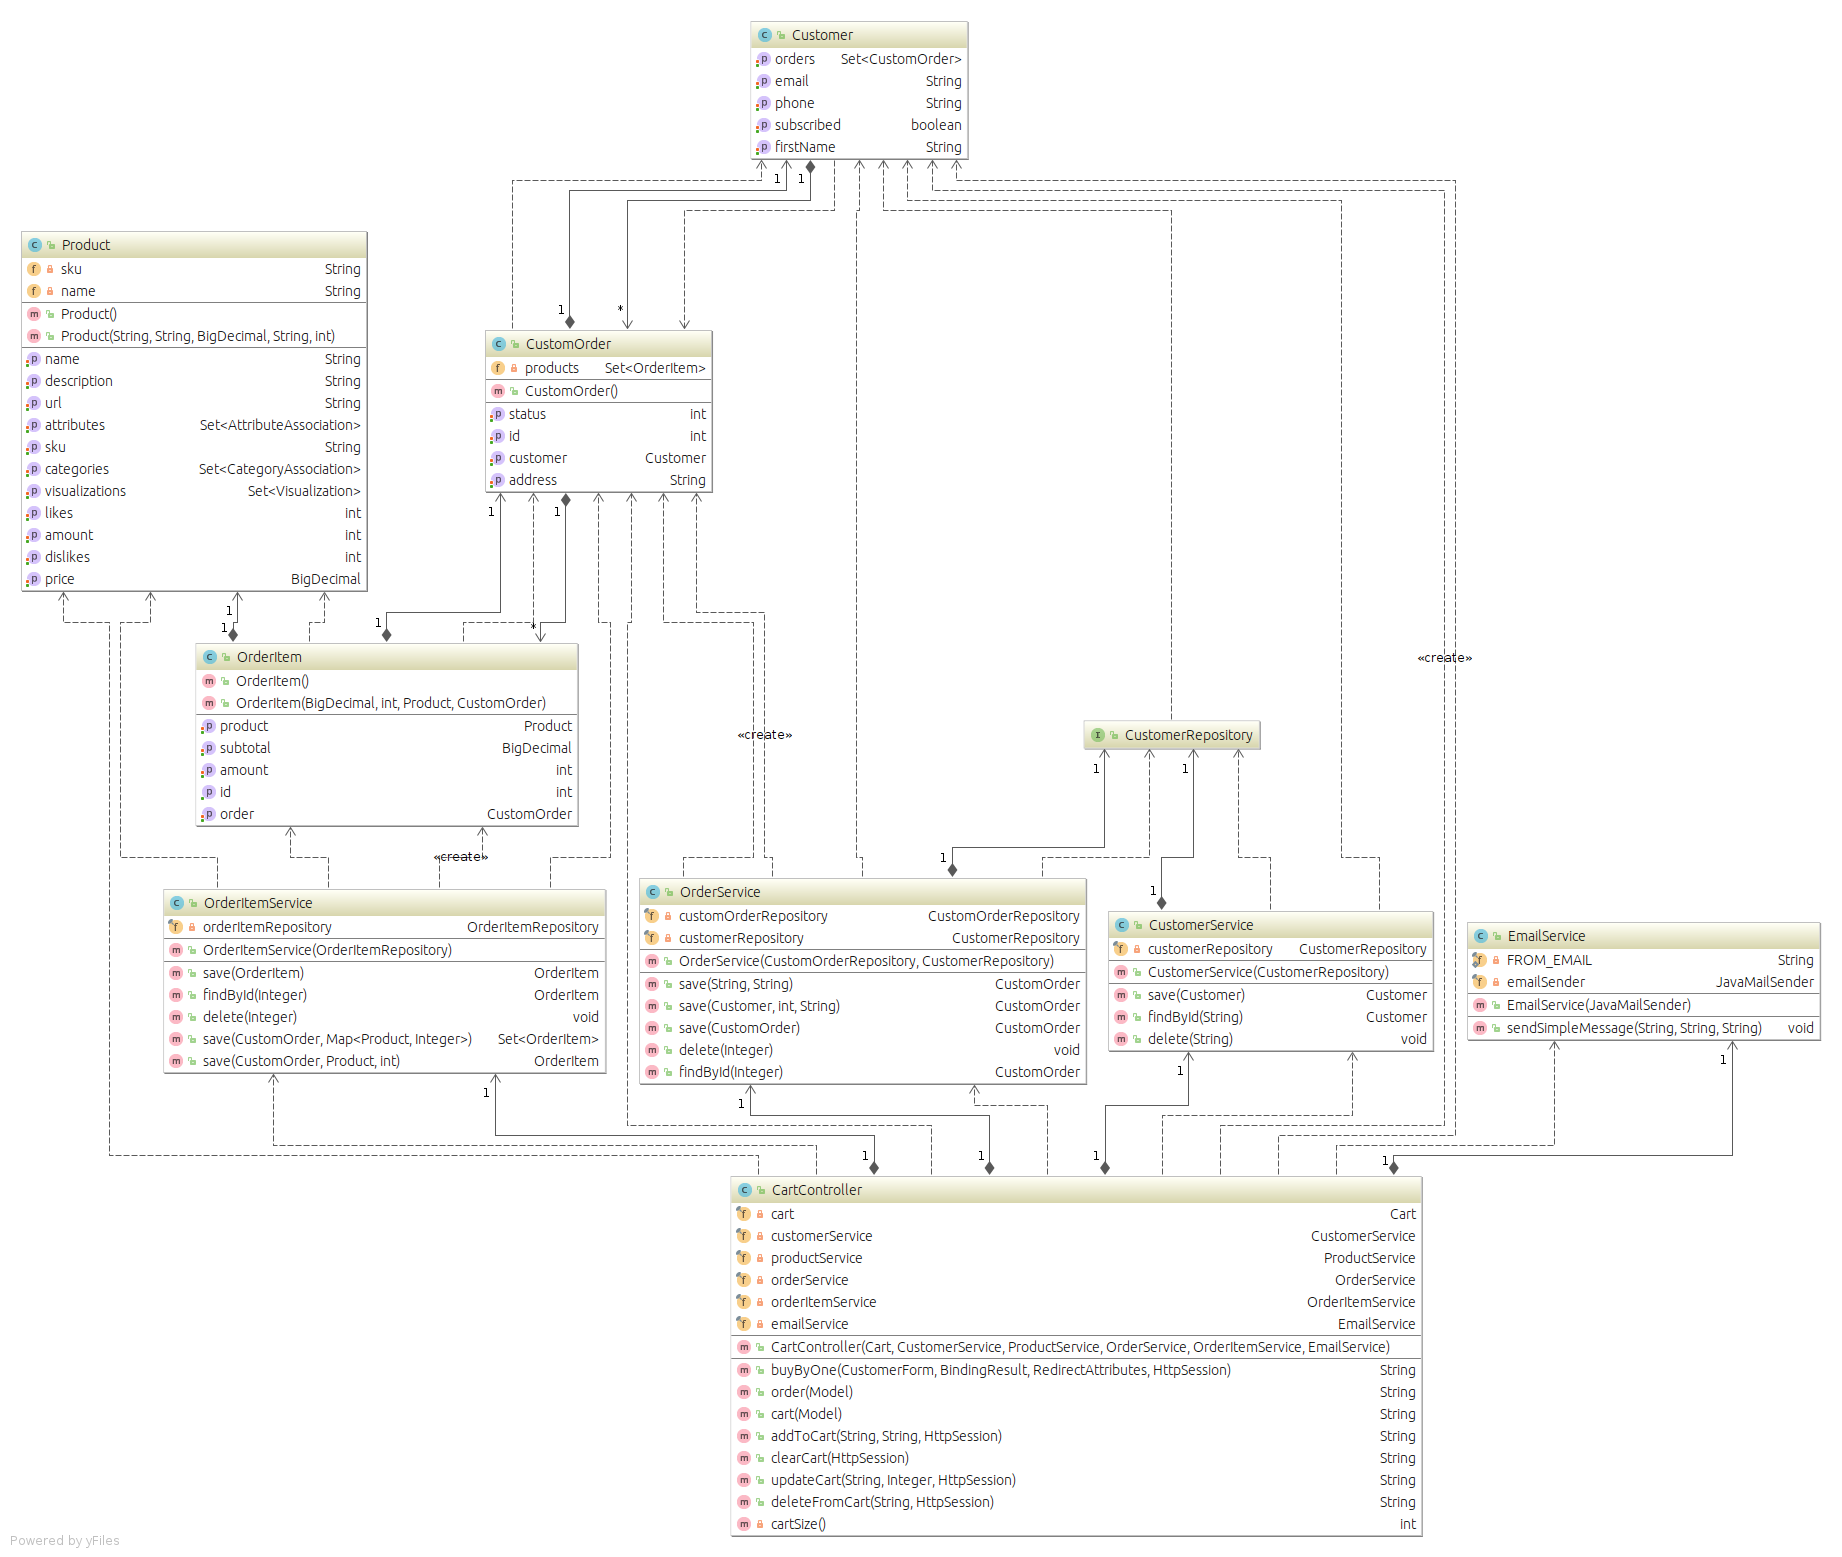 Customer
orders Set<CustomOrder>
email String
phone String
subscribed boolean
firstName String
1 1
Product
sku String
name String
Product()
Product(String, String, BigDecimal, String, int)
name String
description String
url String
attributes Set<AttributeAssociation>
sku String
categories Set<CategoryAssociation>
visualizations Set<Visualization>
likes int
amount int
dislikes int
price BigDecimal
1 *
CustomOrder
products Set<OrderItem>
CustomOrder()
status int
id int
customer Customer
address String
1 1
1
1 1 *
OrderItem
OrderItem()
OrderItem(BigDecimal, int, Product, CustomOrder)
product Product
subtotal BigDecimal
amount int
id int
order CustomOrder
«create»
«create»
CustomerRepository
1 1
«create»
1
1
OrderItemService
orderItemRepository OrderItemRepository
OrderItemService(OrderItemRepository)
save(OrderItem) OrderItem
findById(Integer) OrderItem
delete(Integer) void
save(CustomOrder, Map<Product, Integer>) Set<OrderItem>
save(CustomOrder, Product, int) OrderItem
OrderService
customOrderRepository CustomOrderRepository
customerRepository CustomerRepository
OrderService(CustomOrderRepository, CustomerRepository)
save(String, String) CustomOrder
save(Customer, int, String) CustomOrder
save(CustomOrder) CustomOrder
delete(Integer) void
findById(Integer) CustomOrder
CustomerService
customerRepository CustomerRepository
CustomerService(CustomerRepository)
save(Customer) Customer
findById(String) Customer
delete(String) void
EmailService
FROM_EMAIL String
emailSender JavaMailSender
EmailService(JavaMailSender)
sendSimpleMessage(String, String, String) void
1
1
1
1
1 1 1 1
CartController
cart Cart
customerService CustomerService
productService ProductService
orderService OrderService
orderItemService OrderItemService
emailService EmailService
CartController(Cart, CustomerService, ProductService, OrderService, OrderItemService, EmailService)
buyByOne(CustomerForm, BindingResult, RedirectAttributes, HttpSession) String
order(Model) String
cart(Model) String
addToCart(String, String, HttpSession) String
clearCart(HttpSession) String
updateCart(String, Integer, HttpSession) String
deleteFromCart(String, HttpSession) String
cartSize() int
Powered by yFiles